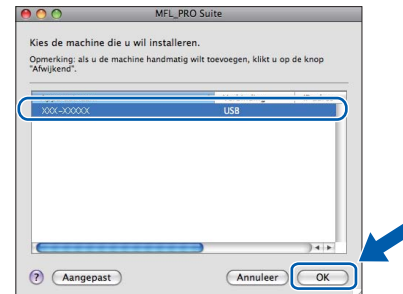 MFL_PRO Suite
Kies de machine die u wil installeren.
Opmerking: als u de machine handmatig wilt toevoegen, klikt u op de knop
"Afwijkend".
XXX-XXXXX USB
? Aangepast Annuleer OK